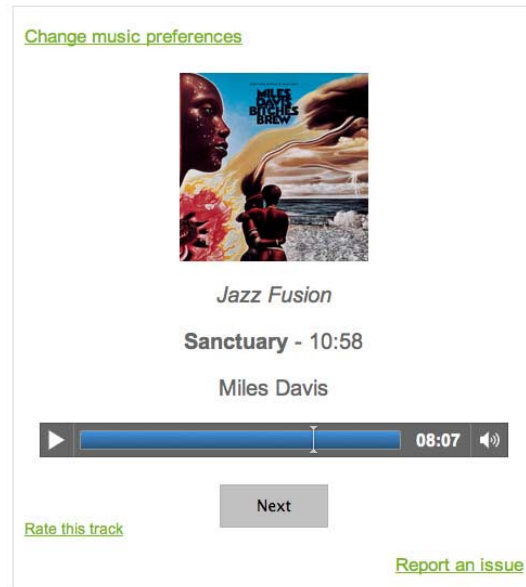 Change music preferences
MILES
DAVIS
BITCHES
BREW
Jazz Fusion
Sanctuary - 10:58
Miles Davis
08:07
Next
Rate this track
Report an issue